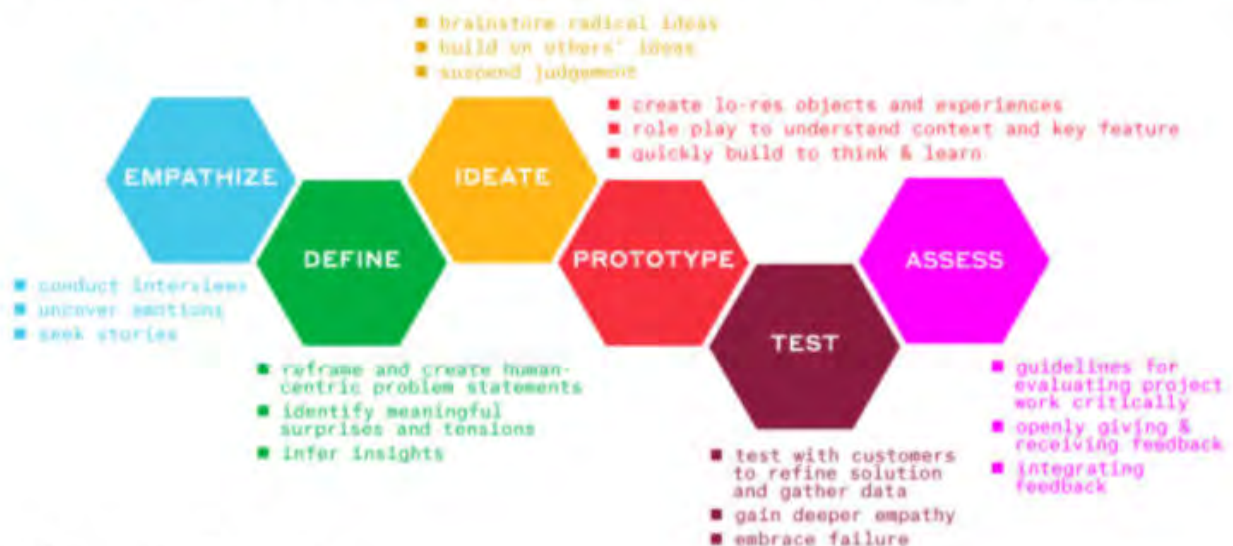 EMPATHIZE
■ conduct interviews
■ uncover emotions
■ seek stories
DEFINE
■ reframe and create human-
centric problem statements
■ identify meaningful
surprises and tensions
■ infer insights
■ brainstorm radical ideas
■ build on others' ideas
■ suspend judgement
IDEATE
■ create lo-res objects and experiences
■ role play to understand context and key feature
■ quickly build to think & learn
PROTOTYPE
TEST
■ test with customers
to refine solution
and gather data
■ gain deeper empathy
■ embrace failure
ASSESS
■ guidelines for
evaluating project
work critically
■ openly giving &
receiving feedback
■ integrating
feedback